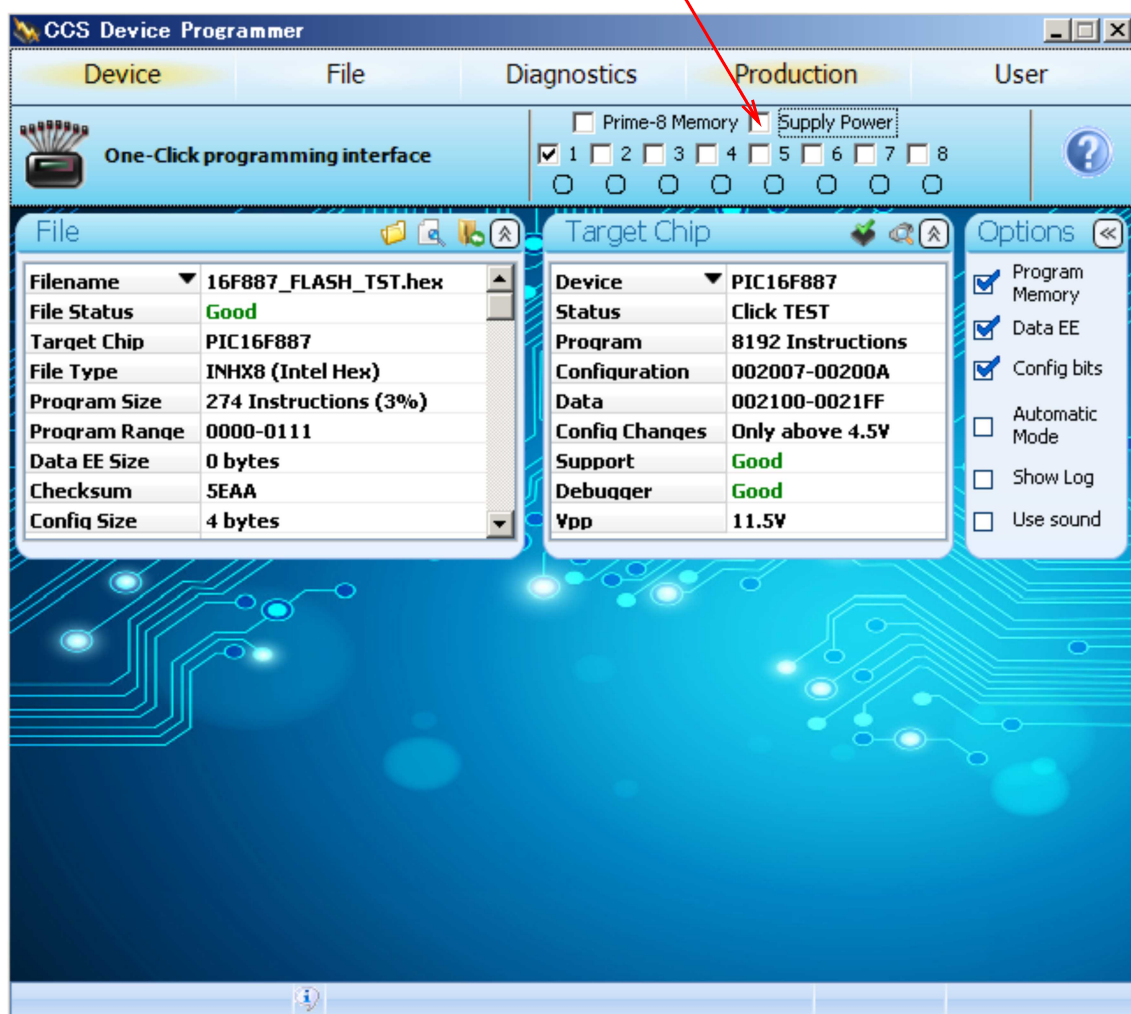 CCS Device Programmer
Device File Diagnostics Production User
Prime-8 Memory Supply Power
One-Click programming interface
1 2 3 4 5 6 7 8
File
Filename 16F887_FLASH_TST.hex
File Status Good
Target Chip PIC16F887
File Type INHX8 (Intel Hex)
Program Size 274 Instructions (3%)
Program Range 0000-0111
Data EE Size 0 bytes
Checksum 5EAA
Config Size 4 bytes
Target Chip
Device PIC16F887
Status Click TEST
Program 8192 Instructions
Configuration 002007-00200A
Data 002100-0021FF
Config Changes Only above 4.5V
Support Good
Debugger Good
Vpp 11.5V
Options
Program
Memory
Data EE
Config bits
Automatic
Mode
Show Log
Use sound